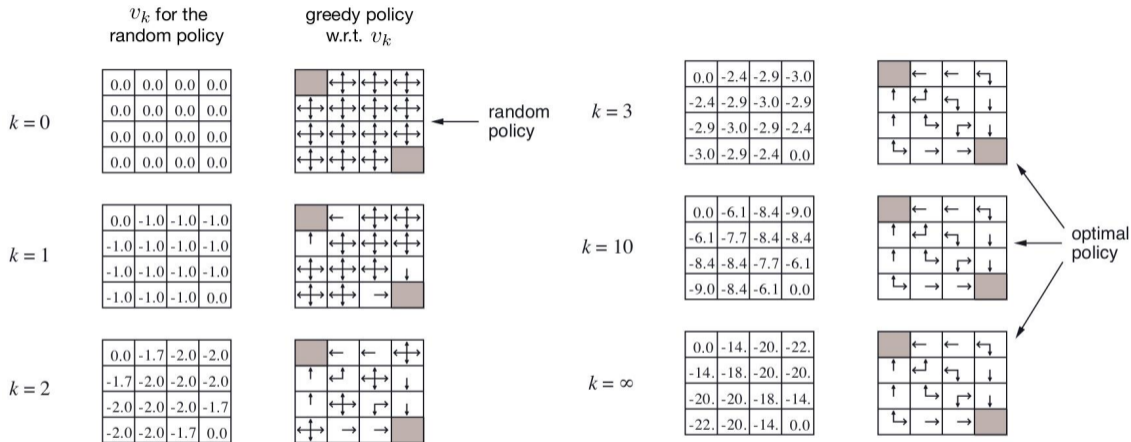 v_k for the
random policy
greedy policy
w.r.t. v_k
k = 0
0.0 0.0 0.0 0.0
0.0 0.0 0.0 0.0
0.0 0.0 0.0 0.0
0.0 0.0 0.0 0.0
random
policy
k = 1
0.0 -1.0 -1.0 -1.0
-1.0 -1.0 -1.0 -1.0
-1.0 -1.0 -1.0 -1.0
-1.0 -1.0 -1.0 0.0
k = 2
0.0 -1.7 -2.0 -2.0
-1.7 -2.0 -2.0 -2.0
-2.0 -2.0 -2.0 -1.7
-2.0 -2.0 -1.7 0.0
k = 3
0.0 -2.4 -2.9 -3.0
-2.4 -2.9 -3.0 -2.9
-2.9 -3.0 -2.9 -2.4
-3.0 -2.9 -2.4 0.0
k = 10
0.0 -6.1 -8.4 -9.0
-6.1 -7.7 -8.4 -8.4
-8.4 -8.4 -7.7 -6.1
-9.0 -8.4 -6.1 0.0
optimal
policy
k = ∞
0.0 -14. -20. -22.
-14. -18. -20. -20.
-20. -20. -18. -14.
-22. -20. -14. 0.0